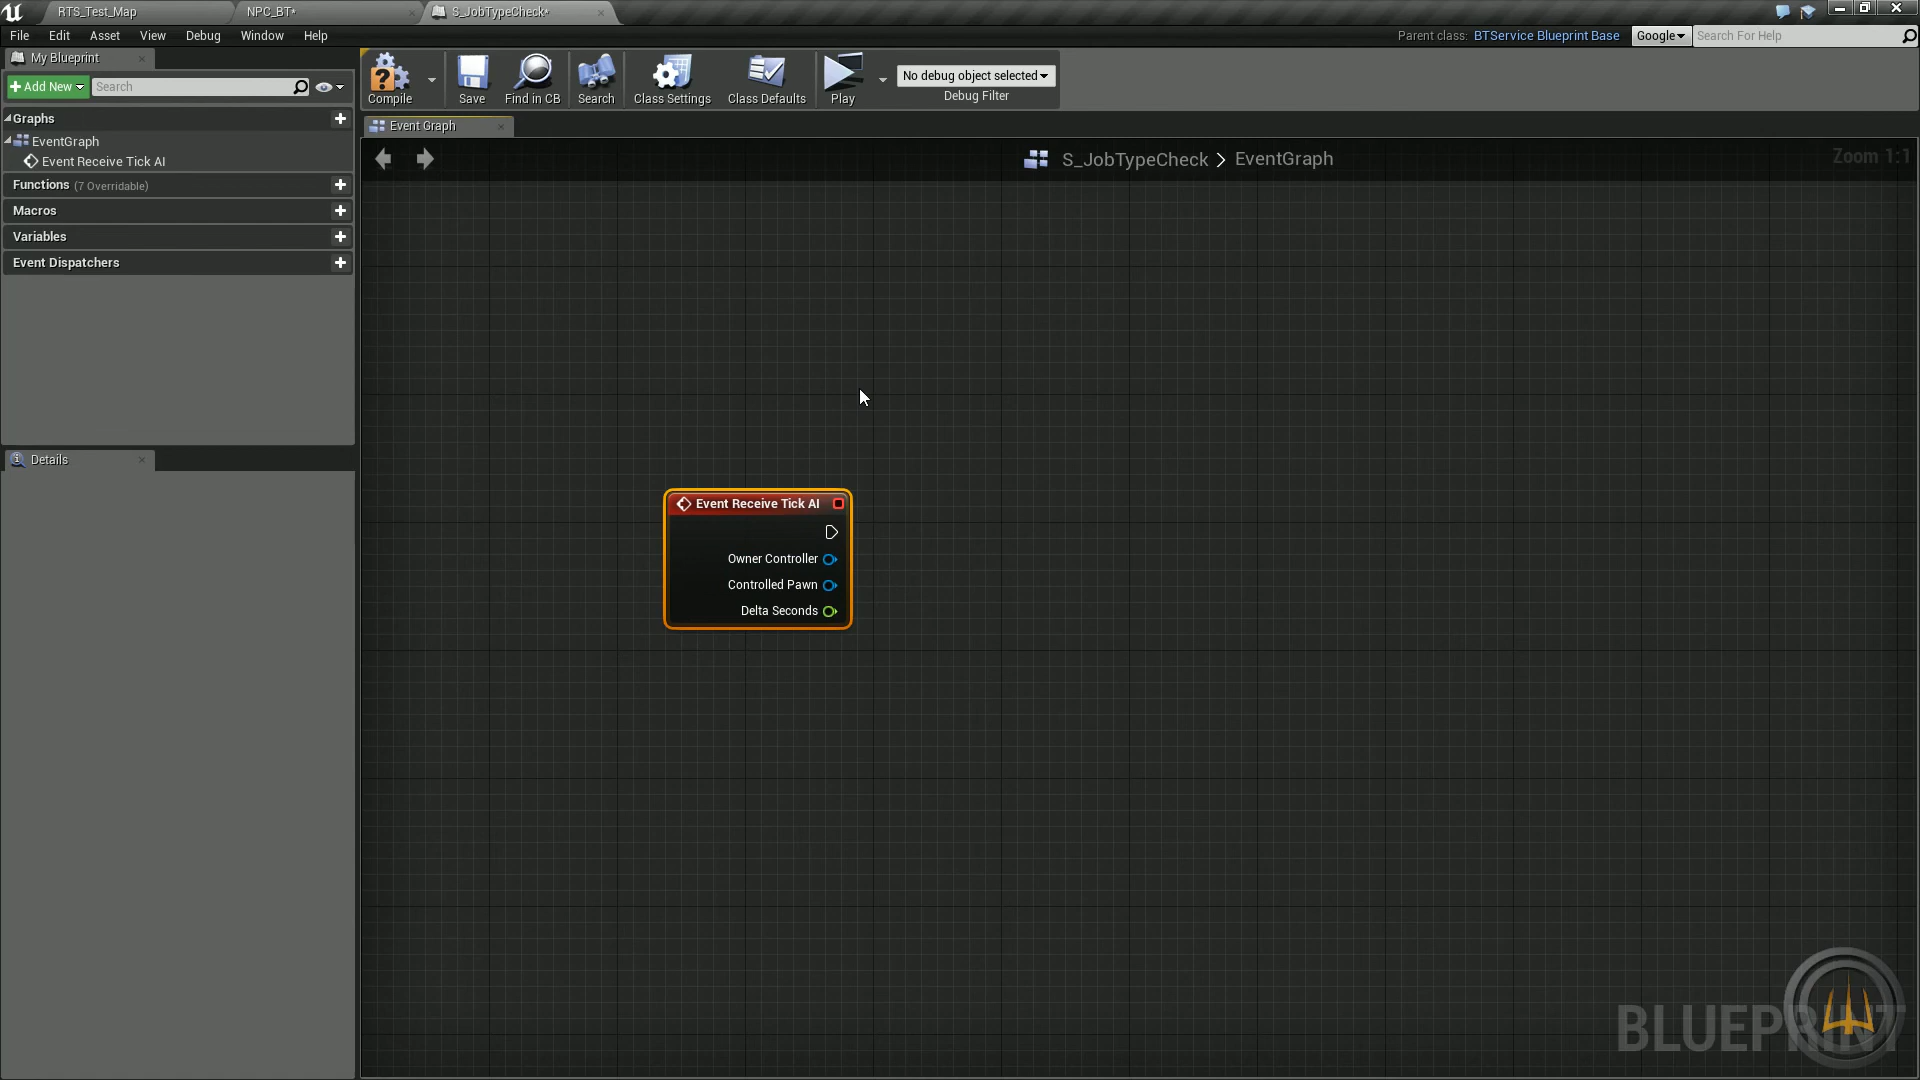 RTS_Test_Map
NPC_BT*
S_JobTypeCheck*
File Edit Asset View Debug Window Help
Parent class: BTService Blueprint Base
Google
Search For Help
My Blueprint
Add New
Search
Graphs
EventGraph
Event Receive Tick AI
Functions (7 Overridable)
Macros
Variables
Event Dispatchers
Details
Compile
Save
Find in CB
Search
Class Settings
Class Defaults
Play
No debug object selected
Debug Filter
Event Graph
S_JobTypeCheck > EventGraph
Zoom 1:1
Event Receive Tick AI
Owner Controller
Controlled Pawn
Delta Seconds
BLUEPRINT